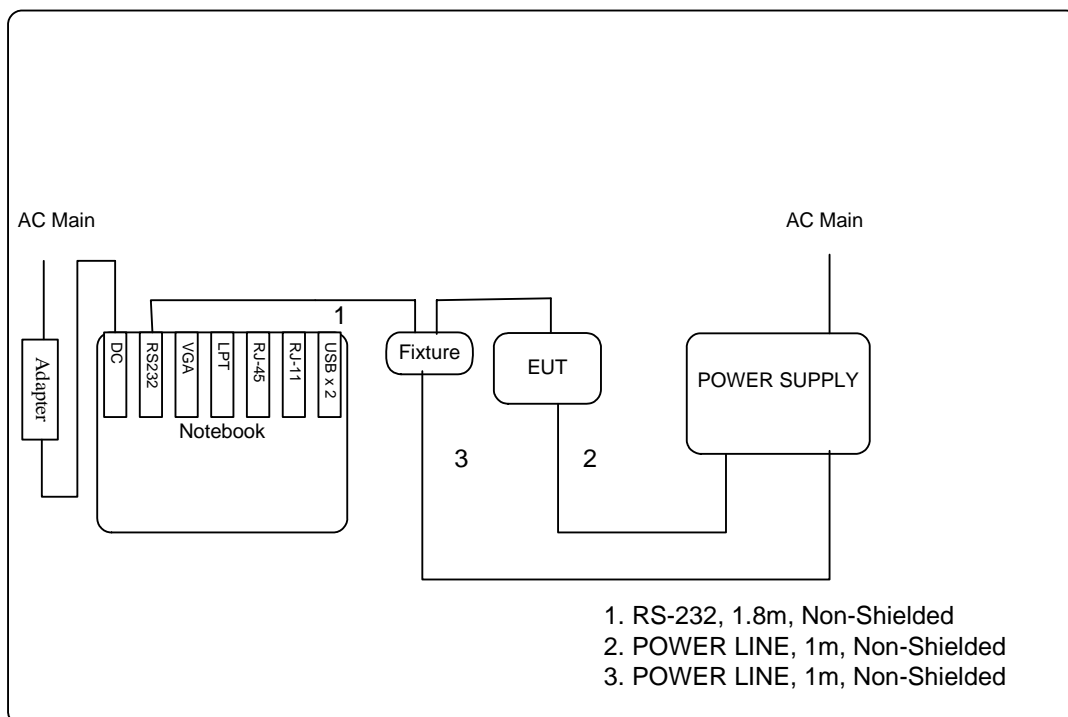 AC Main
AC Main
Adapter
DC
RS232
VGA
LPT
RJ-45
RJ-11
USB x 2
1
Notebook
Fixture
EUT
POWER SUPPLY
3
2
1. RS-232, 1.8m, Non-Shielded
2. POWER LINE, 1m, Non-Shielded
3. POWER LINE, 1m, Non-Shielded